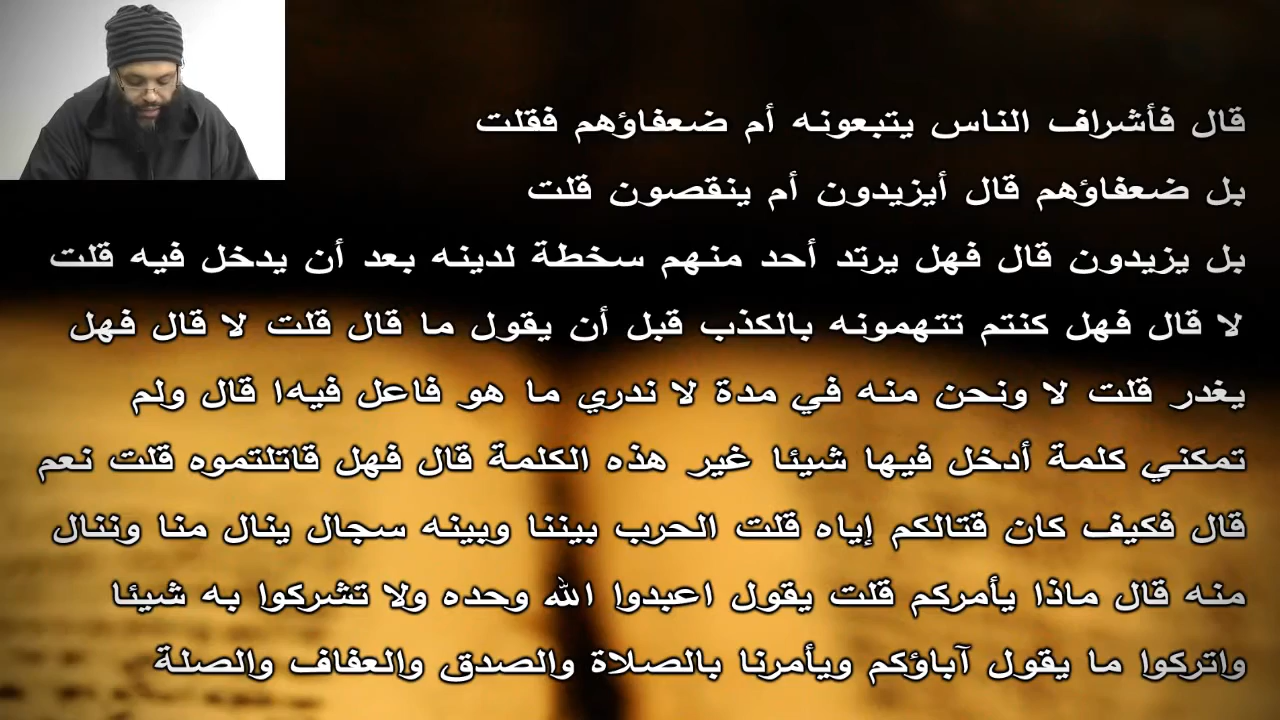 قال فأشراف الناس يتبعونه أم ضعفاؤهم فقلت
بل ضعفاؤهم قال أيزيدون أم ينقصون قلت
بل يزيدون قال فهل يرتد أحد منهم سخطة لدينه بعد أن يدخل فيه قلت
لا قال فهل كنتم تتهمونه بالكذب قبل أن يقول ما قال قلت لا قال فهل
يغدر قلت لا ونحن منه في مدة لا ندري ما هو فاعل فيها قال ولم
تمكني كلمة أدخل فيها شيئا غير هذه الكلمة قال فهل قاتلتموه قلت نعم
قال فكيف كان قتالكم إياه قلت الحرب بيننا وبينه سجال ينال منا وننال
منه قال ماذا يأمركم قلت يقول اعبدوا الله وحده ولا تشركوا به شيئا
واتركوا ما يقول آباؤكم ويأمرنا بالصلاة والصدق والعفاف والصلة